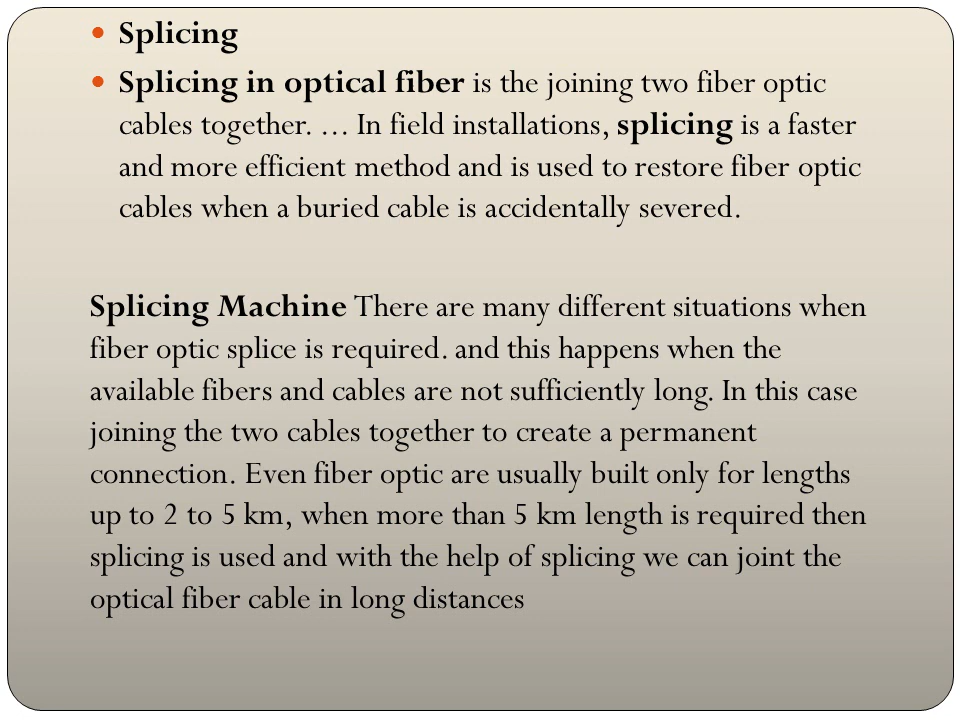 Splicing
Splicing in optical fiber is the joining two fiber optic
cables together. ... In field installations, splicing is a faster
and more efficient method and is used to restore fiber optic
cables when a buried cable is accidentally severed.
Splicing Machine There are many different situations when
fiber optic splice is required. and this happens when the
available fibers and cables are not sufficiently long. In this case
joining the two cables together to create a permanent
connection. Even fiber optic are usually built only for lengths
up to 2 to 5 km, when more than 5 km length is required then
splicing is used and with the help of splicing we can joint the
optical fiber cable in long distances